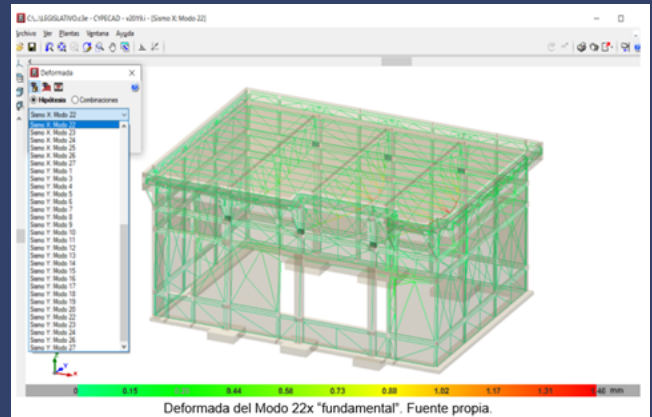 C:\...\LEGISLATIVO.c3e - CYPECAD - v2019.i - [Sismo X: Modo 22]
Archivo Ver Plantas Ventana Ayuda
Deformada
Hipótesis Combinaciones
Sismo X: Modo 22
Sismo X: Modo 22
Sismo X: Modo 23
Sismo X: Modo 24
Sismo X: Modo 25
Sismo X: Modo 26
Sismo X: Modo 27
Sismo Y: Modo 1
Sismo Y: Modo 3
Sismo Y: Modo 4
Sismo Y: Modo 5
Sismo Y: Modo 6
Sismo Y: Modo 7
Sismo Y: Modo 8
Sismo Y: Modo 9
Sismo Y: Modo 10
Sismo Y: Modo 11
Sismo Y: Modo 12
Sismo Y: Modo 13
Sismo Y: Modo 14
Sismo Y: Modo 15
Sismo Y: Modo 16
Sismo Y: Modo 17
Sismo Y: Modo 18
Sismo Y: Modo 19
Sismo Y: Modo 20
Sismo Y: Modo 22
Sismo Y: Modo 23
Sismo Y: Modo 24
Sismo Y: Modo 26
Sismo Y: Modo 27
0 0.15 0.44 0.58 0.73 0.88 1.02 1.17 1.31 mm
Deformada del Modo 22x "fundamental". Fuente propia.